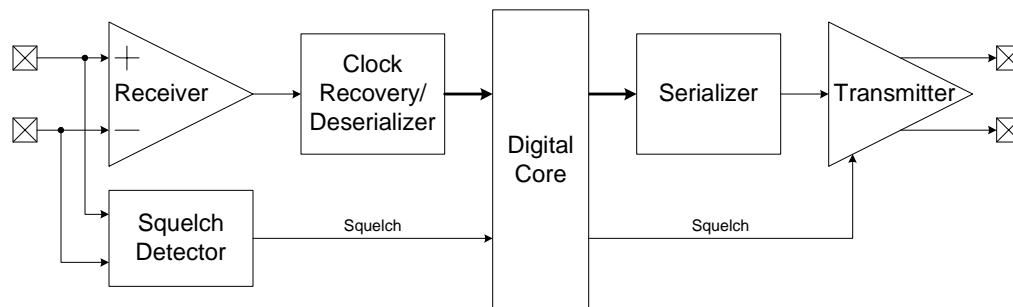 Receiver
Clock
Recovery/
Deserializer
Digital
Core
Serializer
Transmitter
Squelch
Detector
Squelch
Squelch